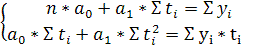 n * a₀ + a₁ * Σ tᵢ = Σ yᵢ
a₀ * Σ tᵢ + a₁ * Σ tᵢ² = Σ yᵢ * tᵢ